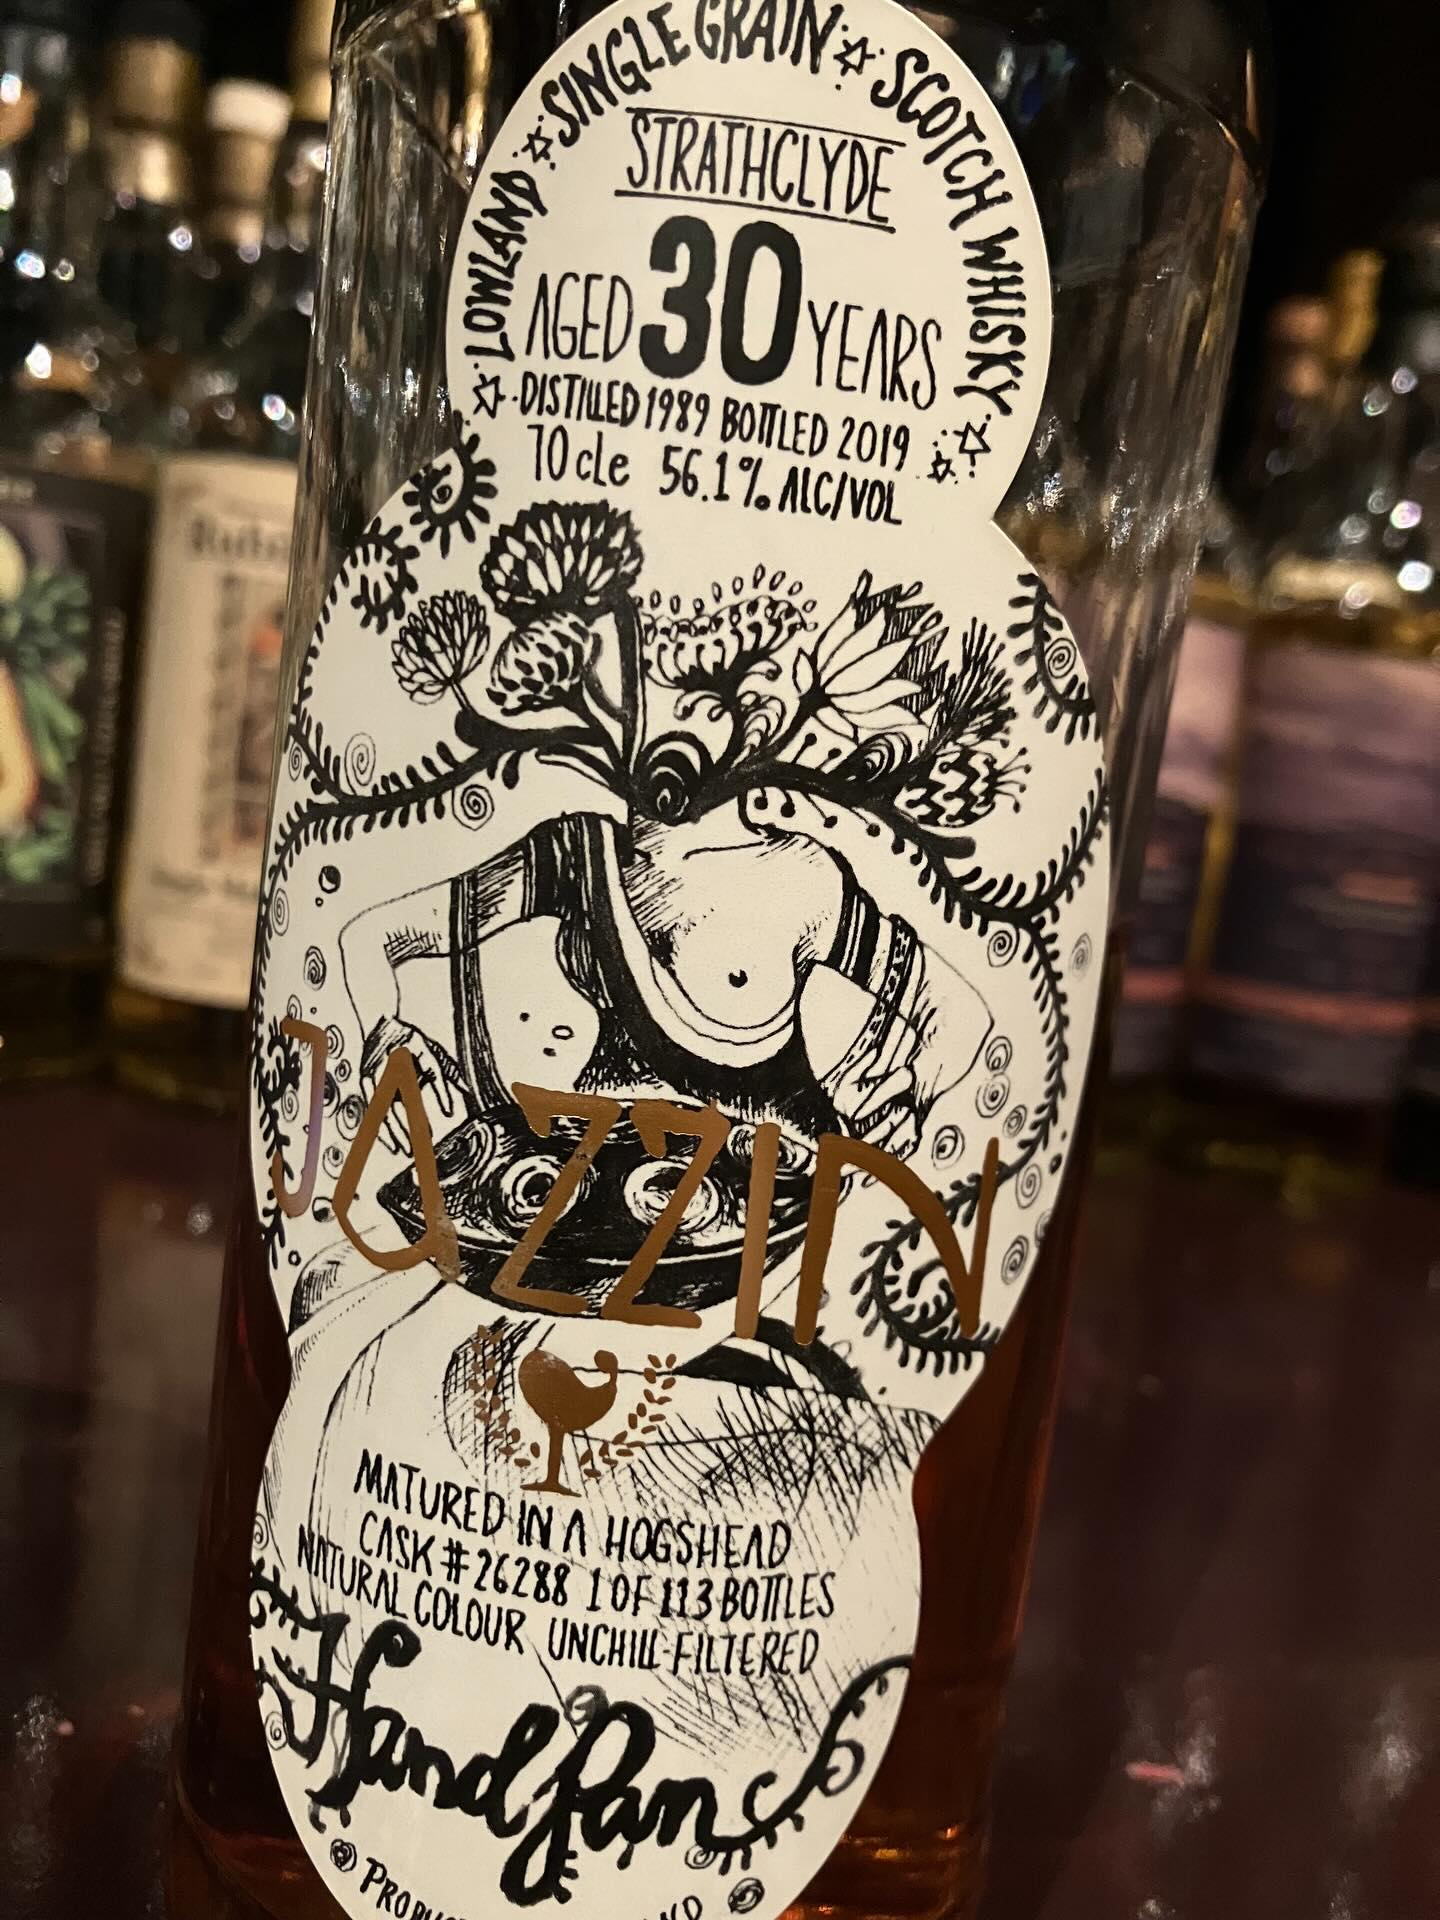 LOWLAND SINGLE GRAIN SCOTCH WHISKY
STRATHCLYDE
AGED 30 YEARS
DISTILLED 1989 BOTTLED 2019
70 cle 56.1% ALC/VOL
JAZZIN
MATURED IN A HOGSHEAD
CASK #26288 1 OF 113 BOTTLES
NATURAL COLOUR UNCHILL-FILTERED
HandPan